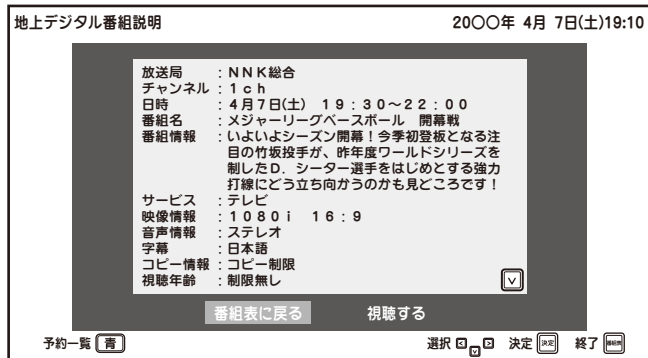 地上デジタル番組説明 20〇〇年 4月 7日(土)19:10
放送局 :NNK総合
チャンネル:1ch
日時 :4月7日(土) 19:30〜22:00
番組名 :メジャーリーグベースボール 開幕戦
番組情報 :いよいよシーズン開幕!今季初登板となる注
目の竹坂投手が、昨年度ワールドシリーズを
制したD.シーター選手をはじめとする強力
打線にどう立ち向かうのかも見どころです!
サービス :テレビ
映像情報 :1080i 16:9
音声情報 :ステレオ
字幕 :日本語
コピー情報:コピー制限
視聴年齢 :制限無し
番組表に戻る 視聴する
予約一覧 青 選択 決定 決定 終了 番組表